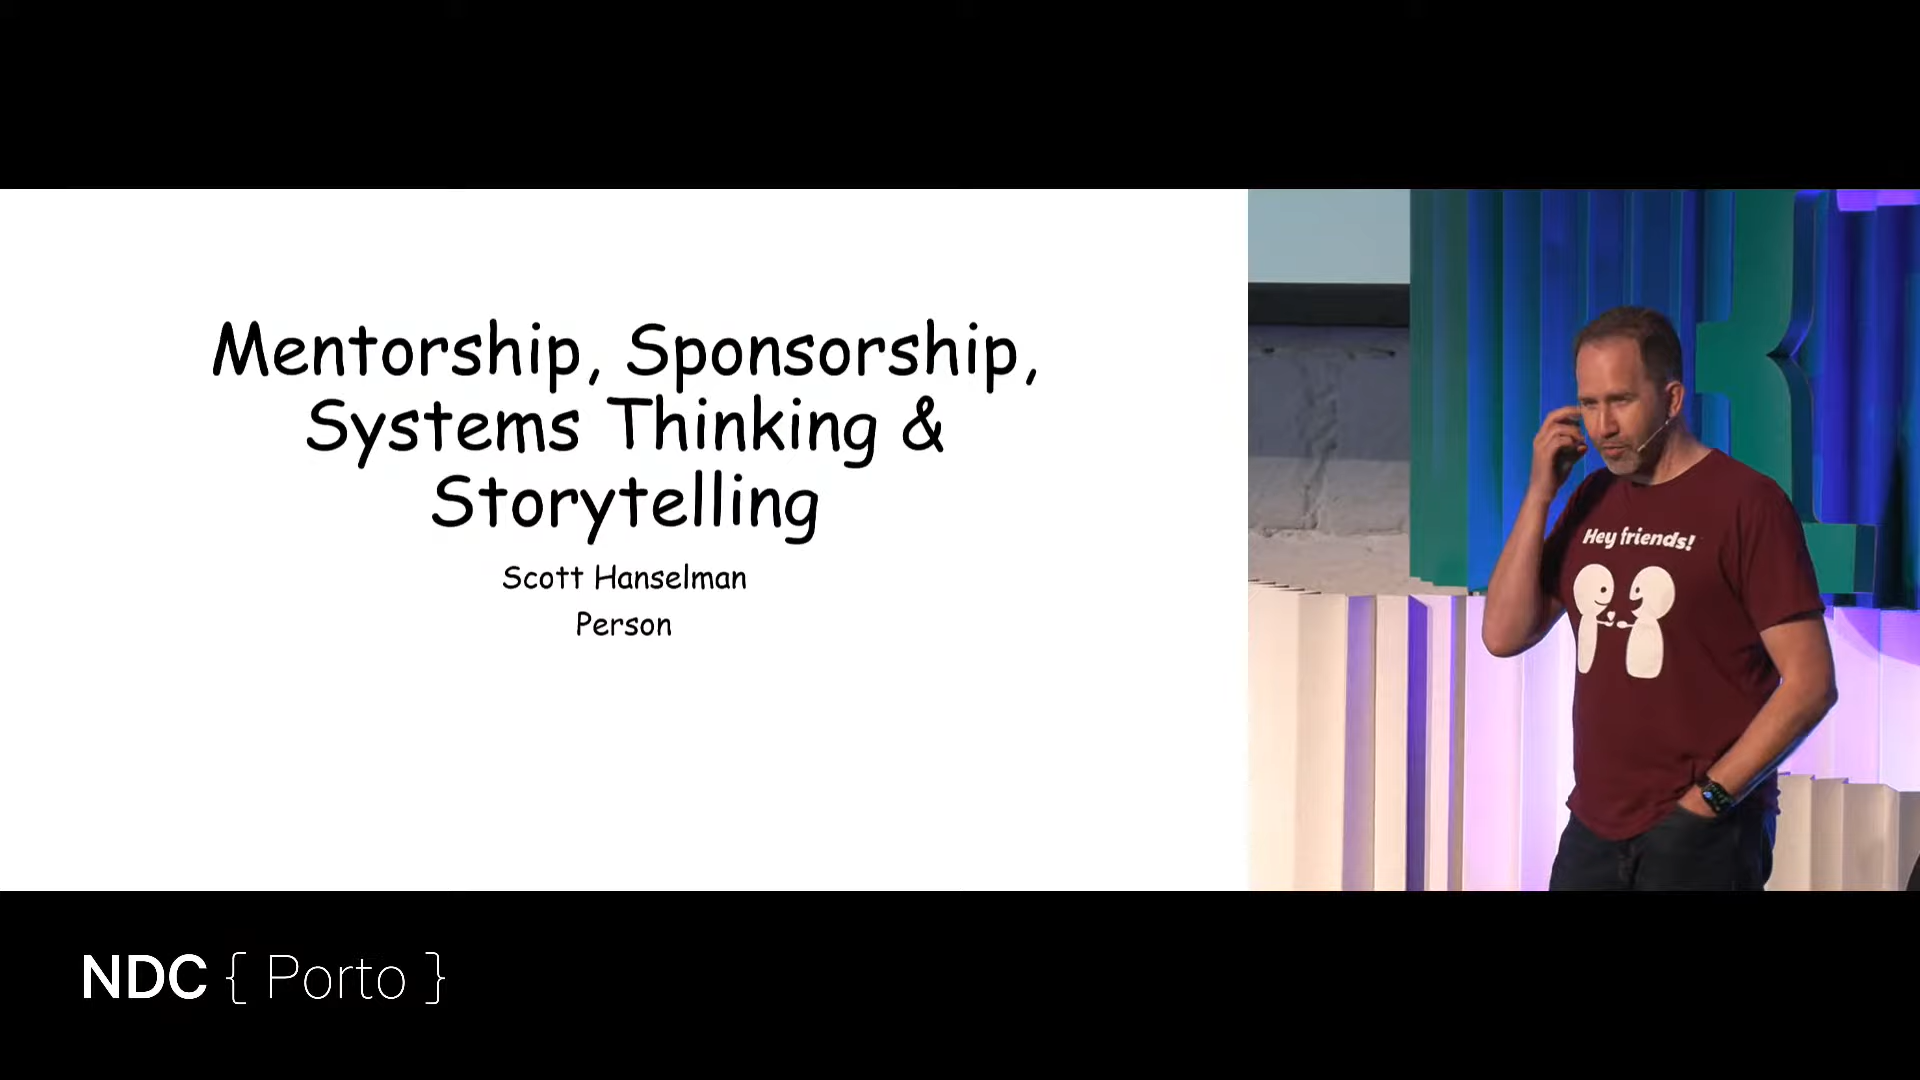 Mentorship, Sponsorship,
Systems Thinking &
Storytelling
Scott Hanselman
Person
Hey friends!
NDC { Porto }